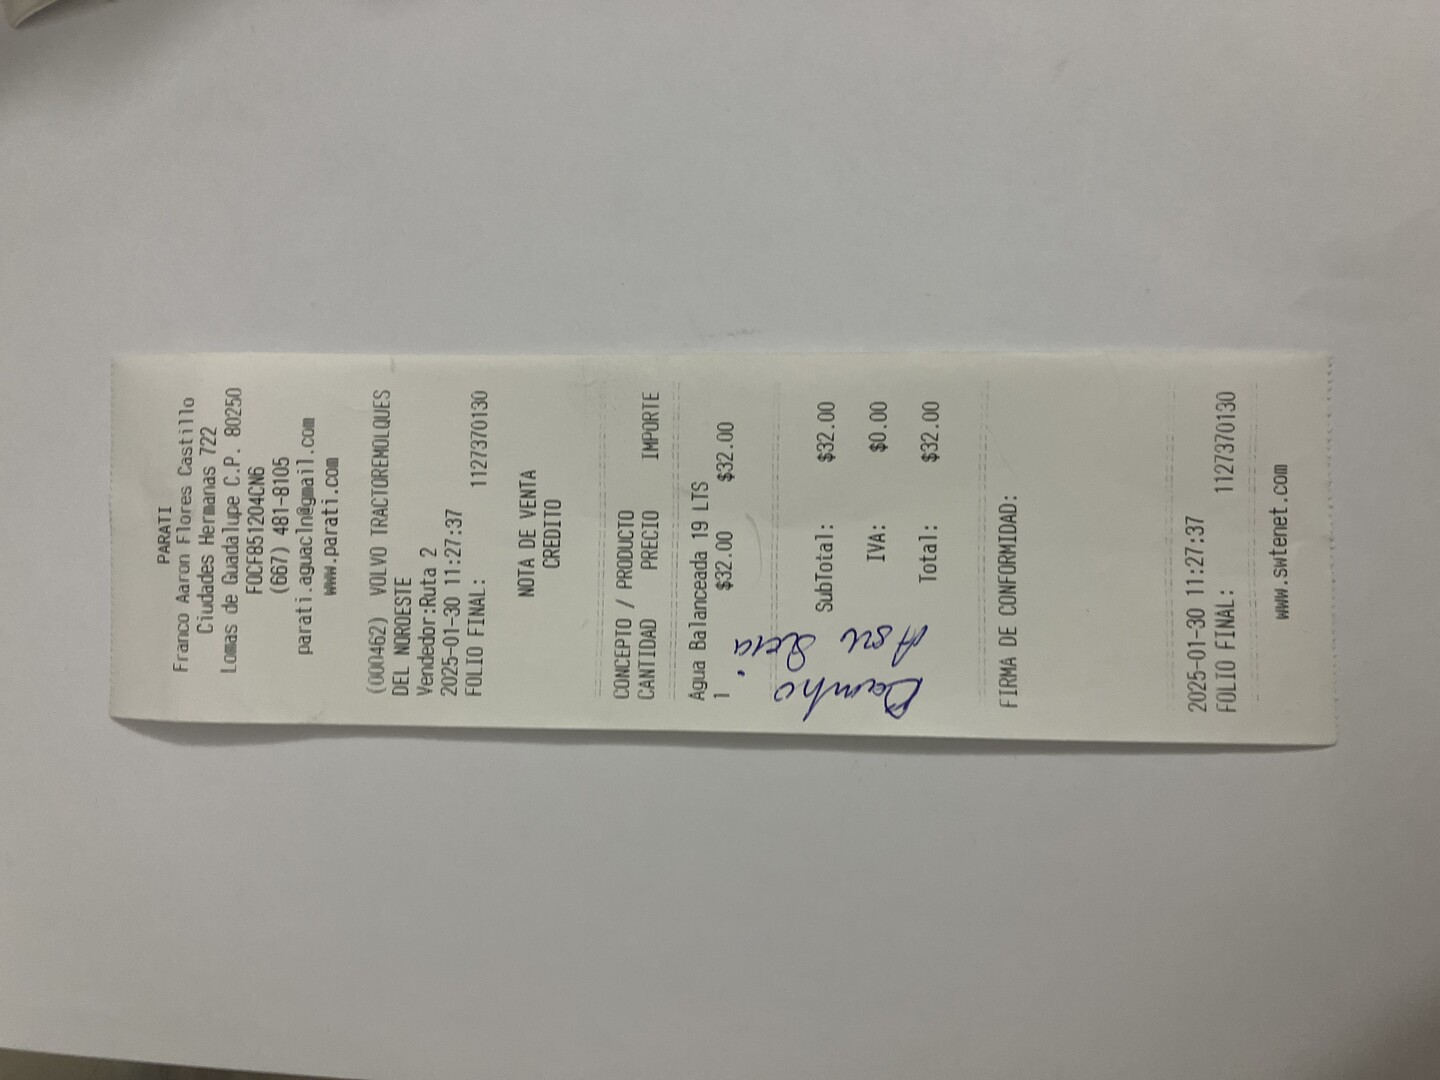 PARATI
Franco Aaron Flores Castillo
Ciudades Hermanas 722
Lomas de Guadalupe C.P. 80250
FOCF851204CN6
(667) 481-8105
parati.aguacln@gmail.com
www.parati.com
(000462) VOLVO TRACTOREMOLQUES
DEL NOROESTE
Vendedor:Ruta 2
2025-01-30 11:27:37
FOLIO FINAL: 1127370130
NOTA DE VENTA
CREDITO
CONCEPTO / PRODUCTO
CANTIDAD PRECIO IMPORTE
Agua Balanceada 19 LTS
1 $32.00 $32.00
SubTotal: $32.00
IVA: $0.00
Total: $32.00
FIRMA DE CONFORMIDAD:
2025-01-30 11:27:37
FOLIO FINAL: 1127370130
www.swtenet.com